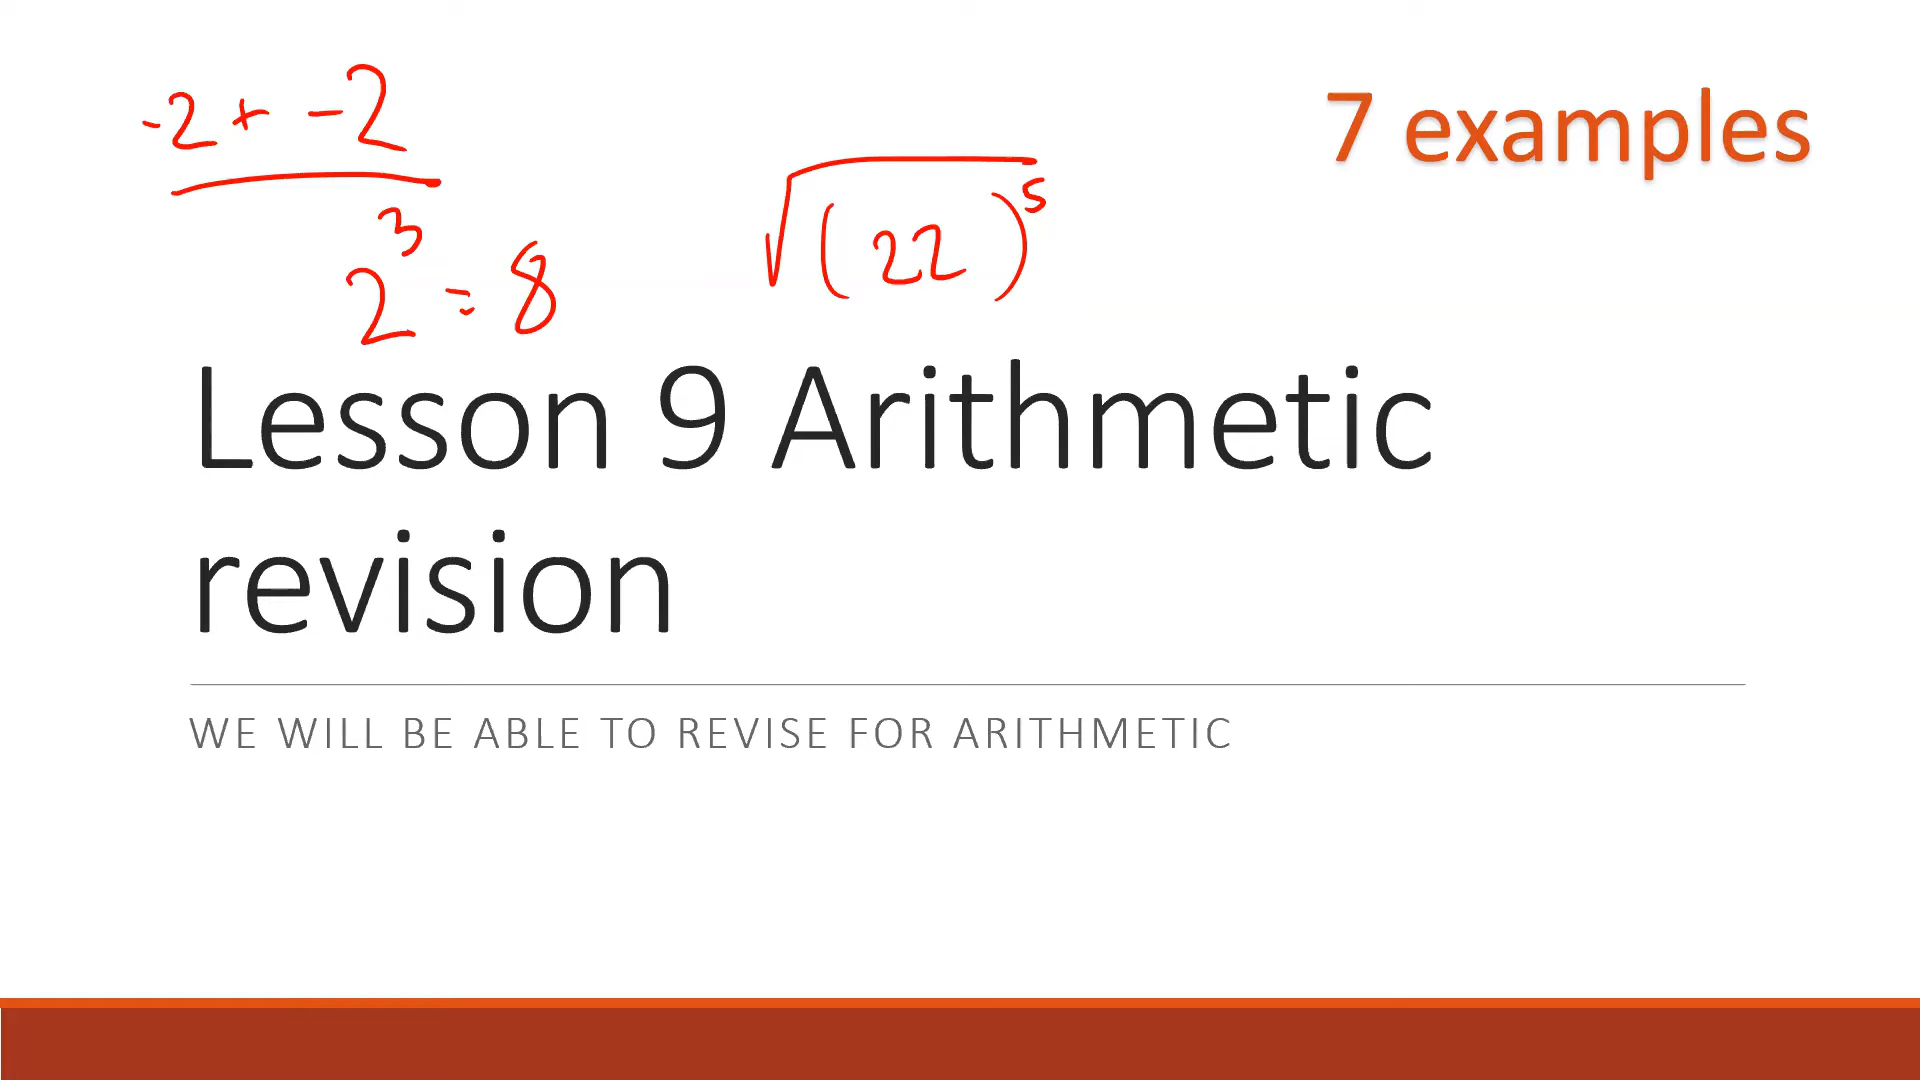 -2 + -2
2³ = 8
√(22)⁵
7 examples
Lesson 9 Arithmetic
revision
WE WILL BE ABLE TO REVISE FOR ARITHMETIC